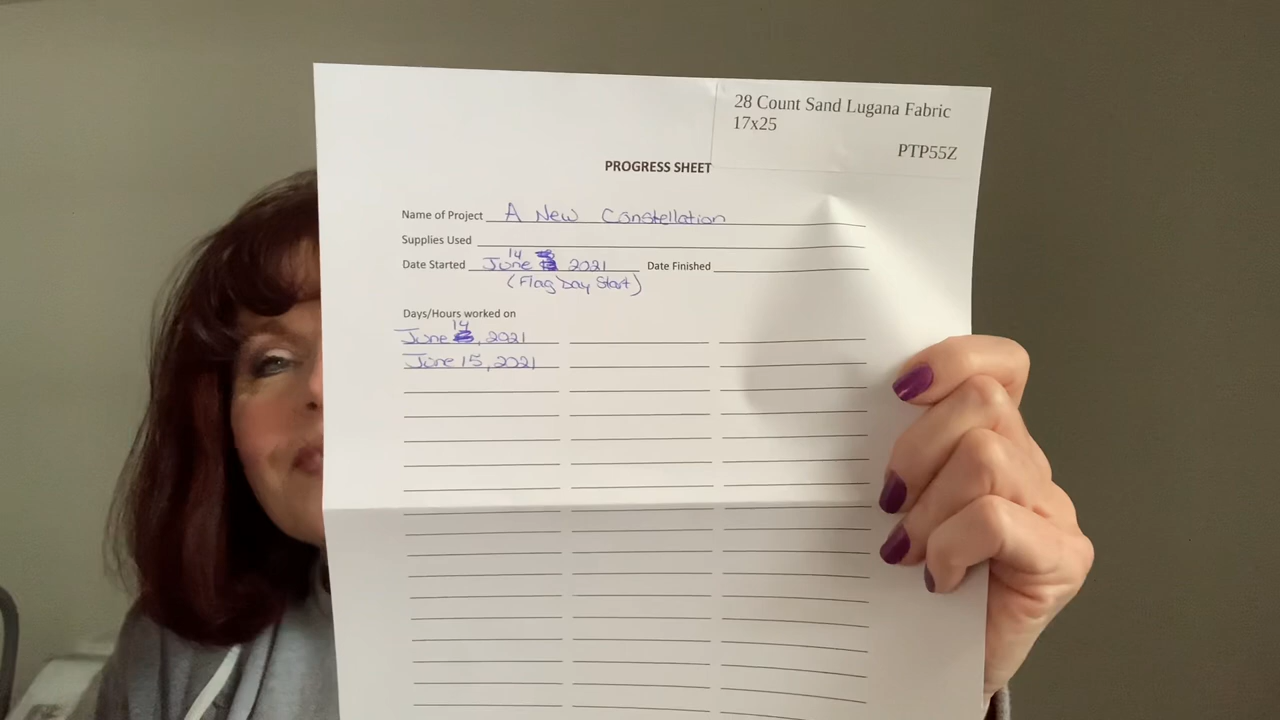 28 Count Sand Lugana Fabric
17x25
PTP55Z
PROGRESS SHEET
Name of Project A New Constellation
Supplies Used
14
Date Started June 2021 Date Finished
(Flag Day Start)
Days/Hours worked on
14
June , 2021
June 15, 2021